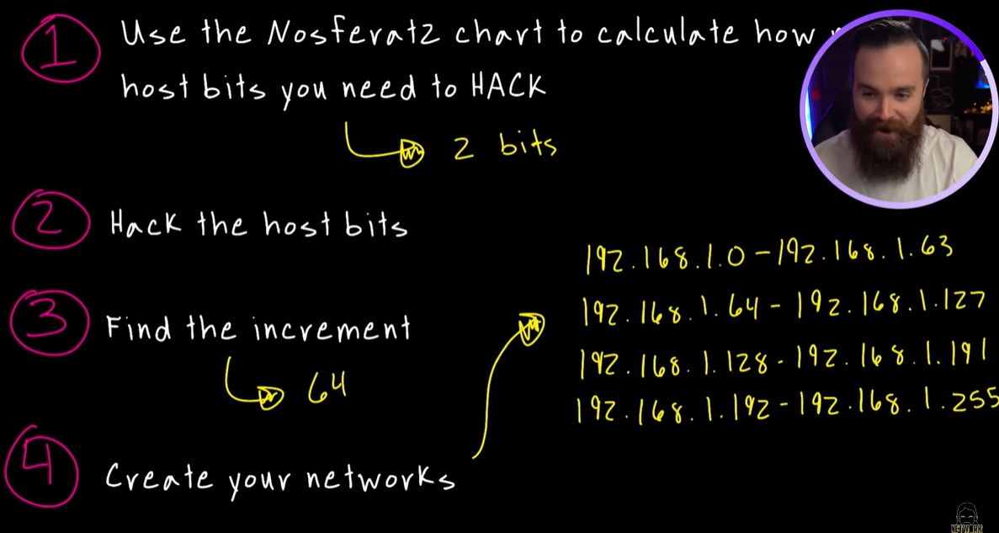 1 Use the Nosferatz chart to calculate how
host bits you need to HACK
2 bits
2 Hack the host bits
3 Find the increment
64
4 Create your networks
192.168.1.0 - 192.168.1.63
192.168.1.64 - 192.168.1.127
192.168.1.128 - 192.168.1.191
192.168.1.192 - 192.168.1.255
NETWORK